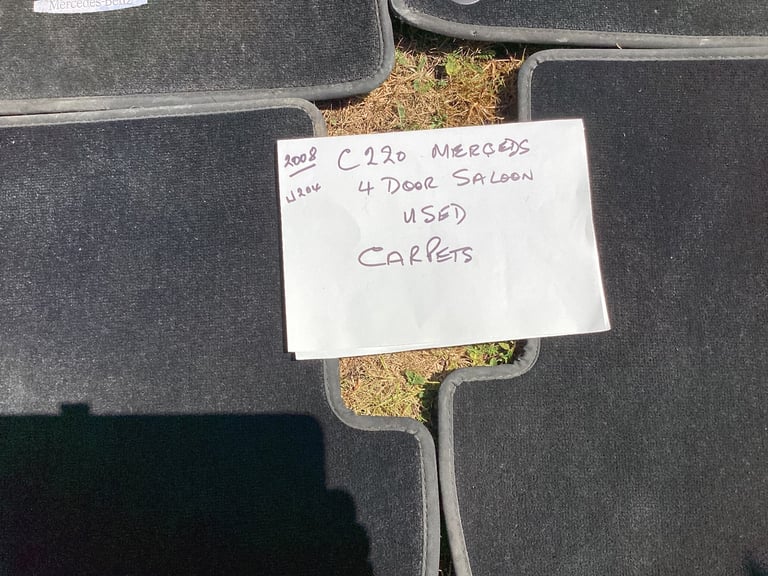 Mercedes-Benz
2008 C220 MERCEDS
W204 4 DOOR SALOON
USED
CARPETS